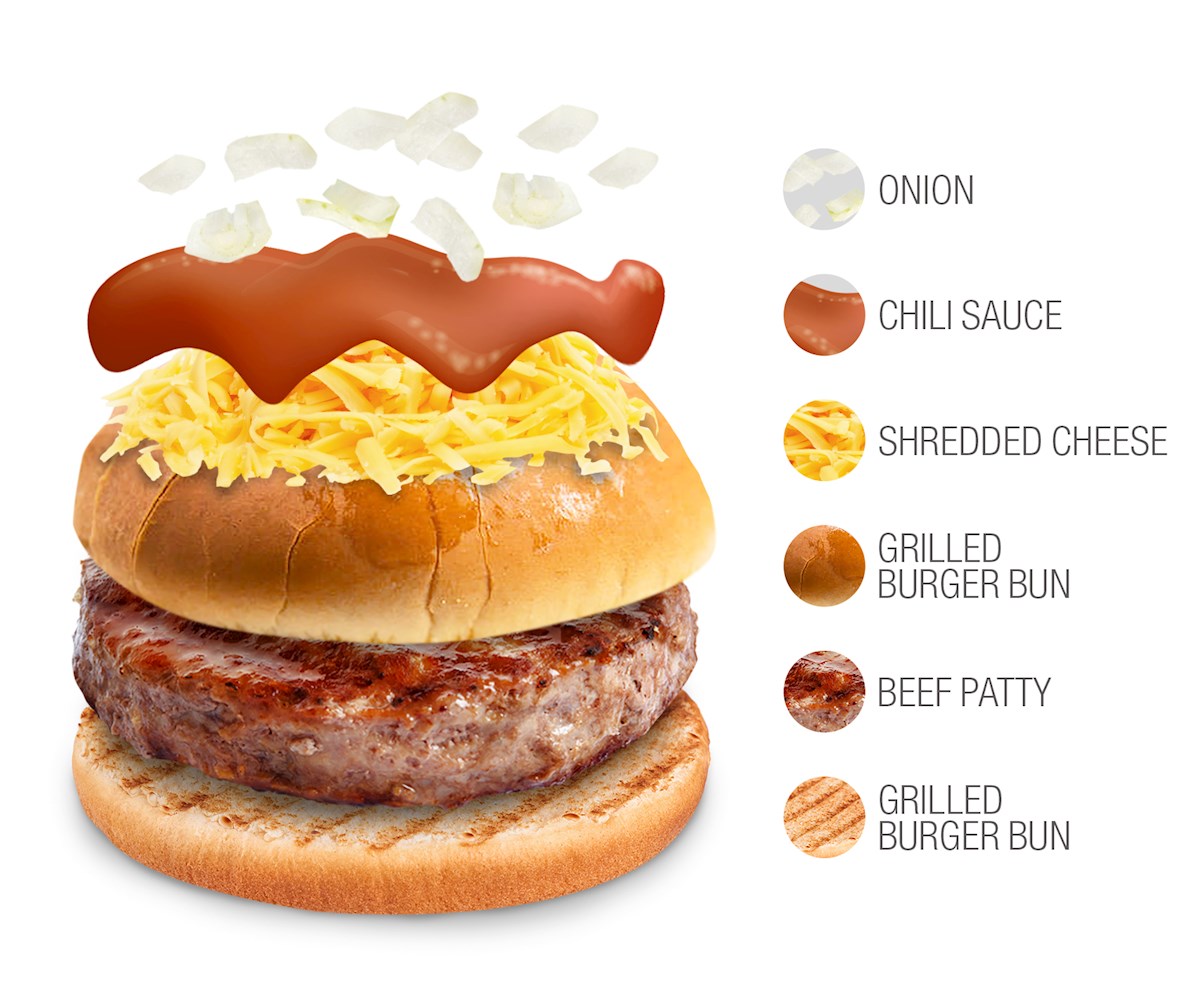 ONION
CHILI SAUCE
SHREDDED CHEESE
GRILLED
BURGER BUN
BEEF PATTY
GRILLED
BURGER BUN